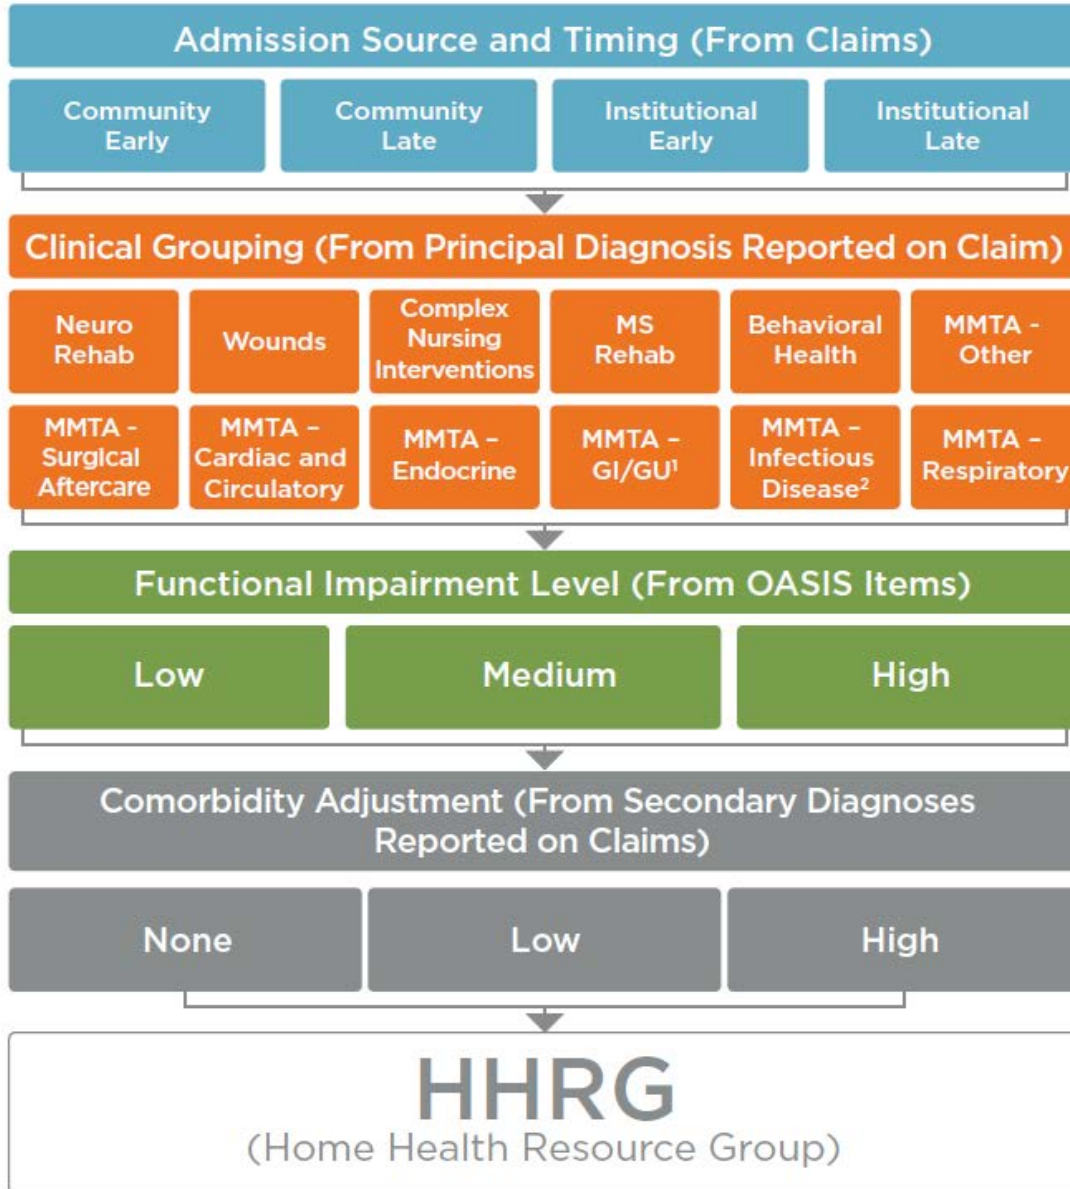 Admission Source and Timing (From Claims)
Community
Early
Community
Late
Institutional
Early
Institutional
Late
Clinical Grouping (From Principal Diagnosis Reported on Claim)
Neuro
Rehab
Wounds
Complex
Nursing
Interventions
MS
Rehab
Behavioral
Health
MMTA -
Other
MMTA -
Surgical
Aftercare
MMTA –
Cardiac and
Circulatory
MMTA –
Endocrine
MMTA –
GI/GU¹
MMTA –
Infectious
Disease²
MMTA –
Respiratory
Functional Impairment Level (From OASIS Items)
Low
Medium
High
Comorbidity Adjustment (From Secondary Diagnoses
Reported on Claims)
None
Low
High
HHRG
(Home Health Resource Group)